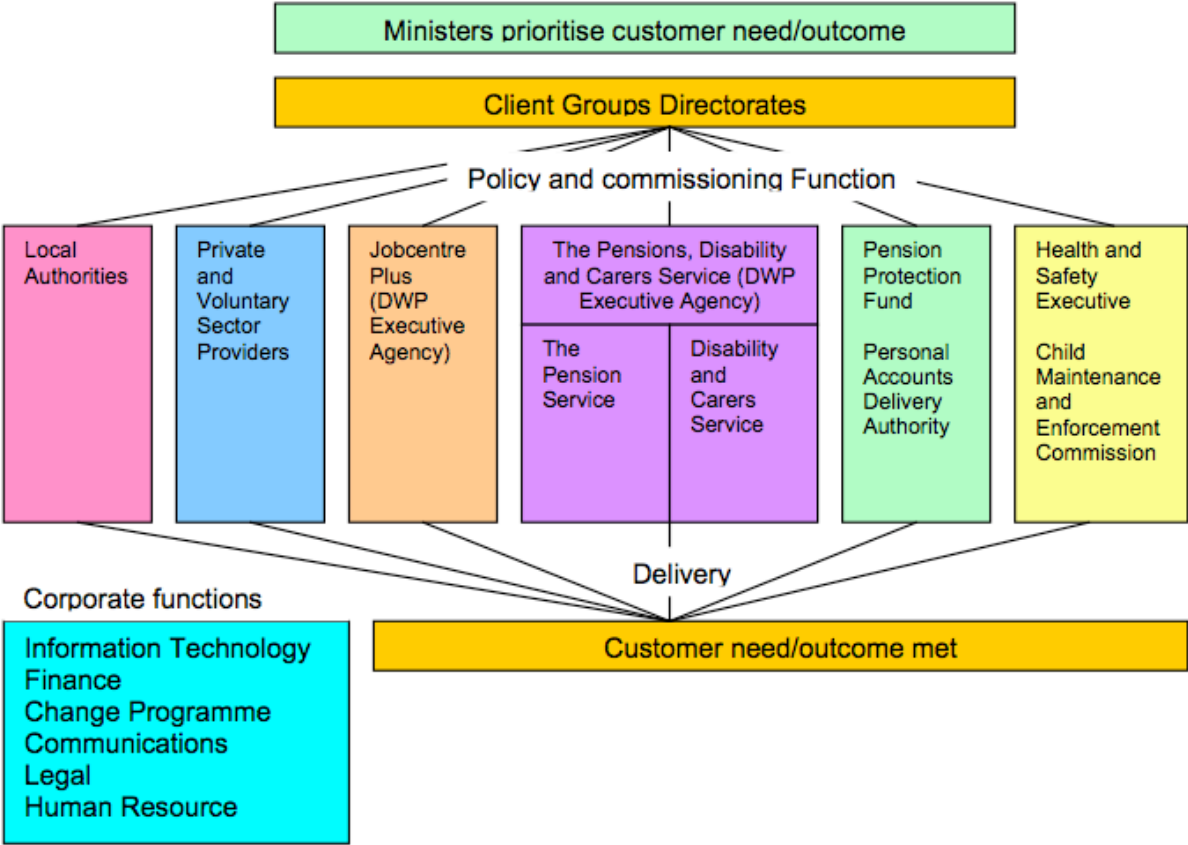 Ministers prioritise customer need/outcome
Client Groups Directorates
Policy and commissioning Function
Local
Authorities
Private
and
Voluntary
Sector
Providers
Jobcentre
Plus
(DWP
Executive
Agency)
The Pensions, Disability
and Carers Service (DWP
Executive Agency)
The
Pension
Service
Disability
and
Carers
Service
Pension
Protection
Fund
Personal
Accounts
Delivery
Authority
Health and
Safety
Executive
Child
Maintenance
and
Enforcement
Commission
Delivery
Corporate functions
Information Technology
Finance
Change Programme
Communications
Legal
Human Resource
Customer need/outcome met